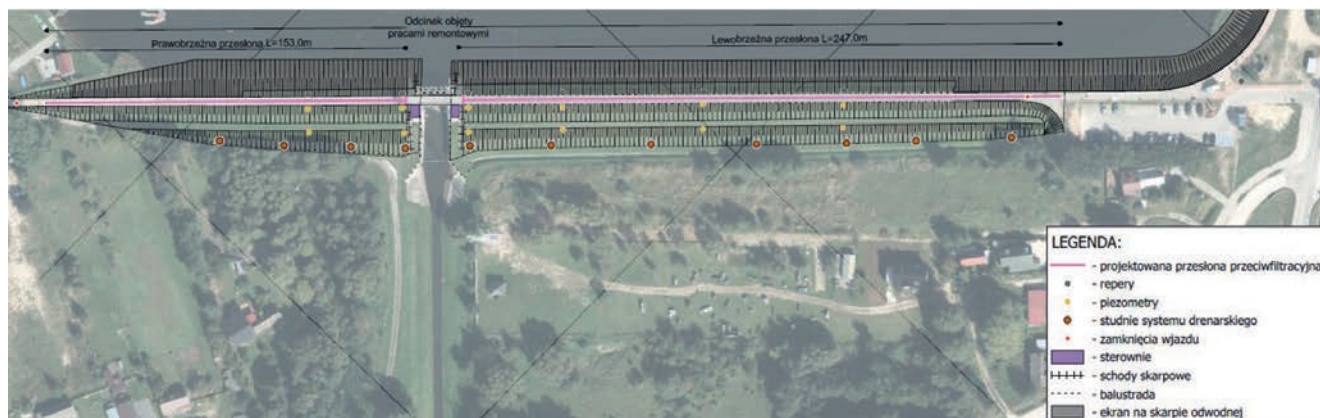 Odcinek objęty
pracami remontowymi
Prawobrzeżna przesłona L=153,0m
Lewobrzeżna przesłona L=247,0m
LEGENDA:
- projektowana przesłona przeciwfiltracyjna
- repery
- piezometry
- studnie systemu drenarskiego
- zamknięcia wjazdu
- sterownie
- schody skarpowe
- balustrada
- ekran na skarpie odwodnej